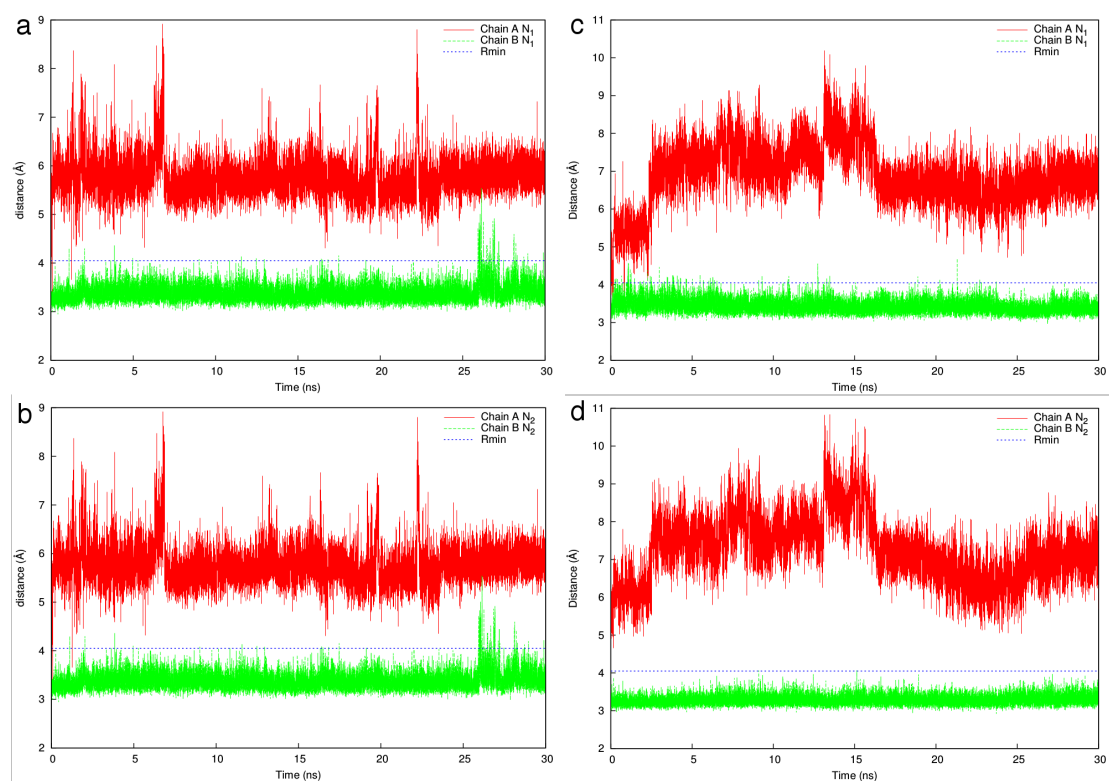 a
9
8
7
6
5
4
3
2
distance (Å)
0 5 10 15 20 25 30
Time (ns)
Chain A N1
Chain B N1
Rmin
c
11
10
9
8
7
6
5
4
3
2
Distance (Å)
0 5 10 15 20 25 30
Time (ns)
Chain A N1
Chain B N1
Rmin
b
9
8
7
6
5
4
3
2
distance (Å)
0 5 10 15 20 25 30
Time (ns)
Chain A N2
Chain B N2
Rmin
d
11
10
9
8
7
6
5
4
3
2
Distance (Å)
0 5 10 15 20 25 30
Time (ns)
Chain A N2
Chain B N2
Rmin